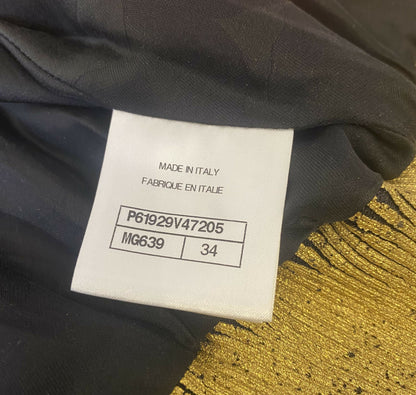 MADE IN ITALY
FABRIQUE EN ITALIE
P61929V47205
MG639 34